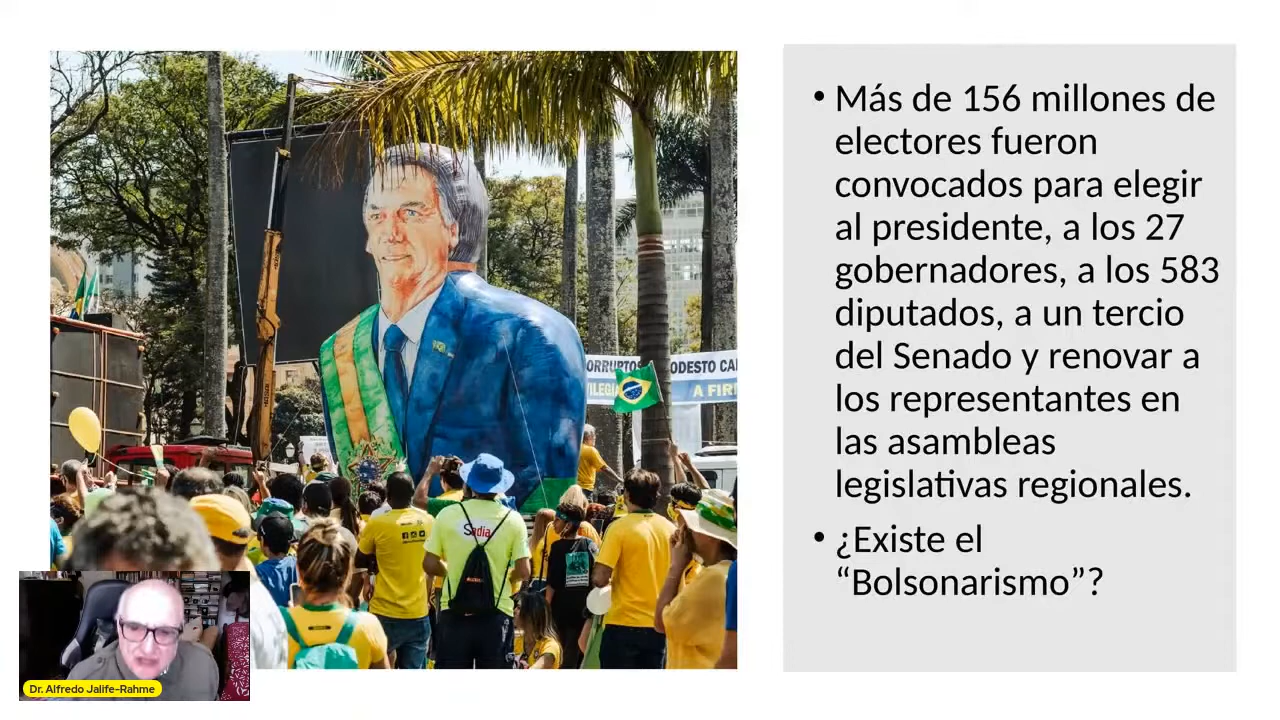 • Más de 156 millones de
electores fueron
convocados para elegir
al presidente, a los 27
gobernadores, a los 583
diputados, a un tercio
del Senado y renovar a
los representantes en
las asambleas
legislativas regionales.
• ¿Existe el
“Bolsonarismo”?
ODESTO
A FIR
Sadia
Dr. Alfredo Jalife-Rahme